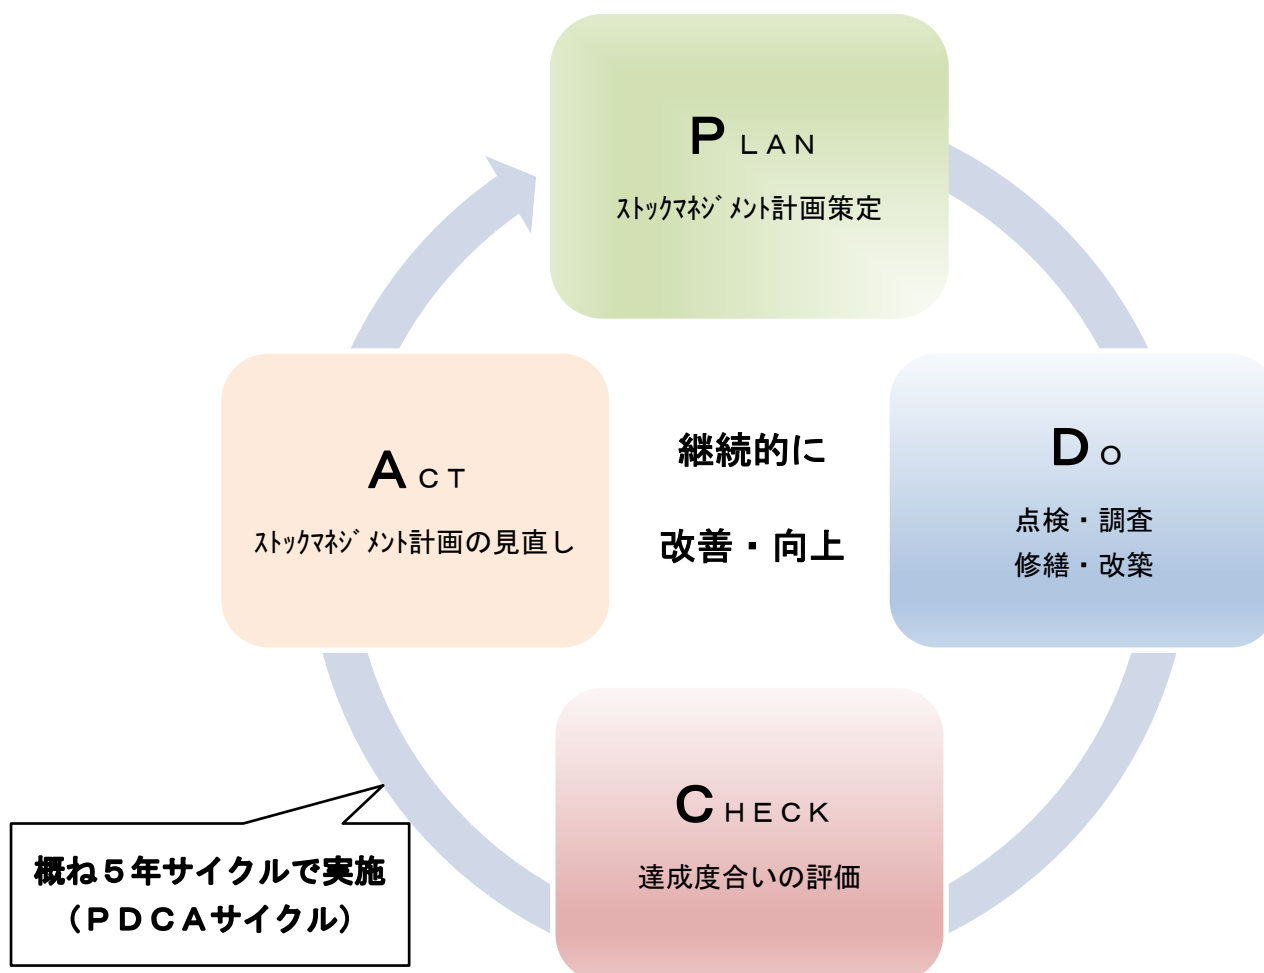 ＰＬＡＮ
ｽﾄｯｸﾏﾈｼﾞﾒﾝﾄ計画策定
Ｄｏ
点検・調査
修繕・改築
ＣＨＥＣＫ
達成度合いの評価
ＡＣＴ
ｽﾄｯｸﾏﾈｼﾞﾒﾝﾄ計画の見直し
継続的に
改善・向上
概ね５年サイクルで実施
（ＰＤＣＡサイクル）